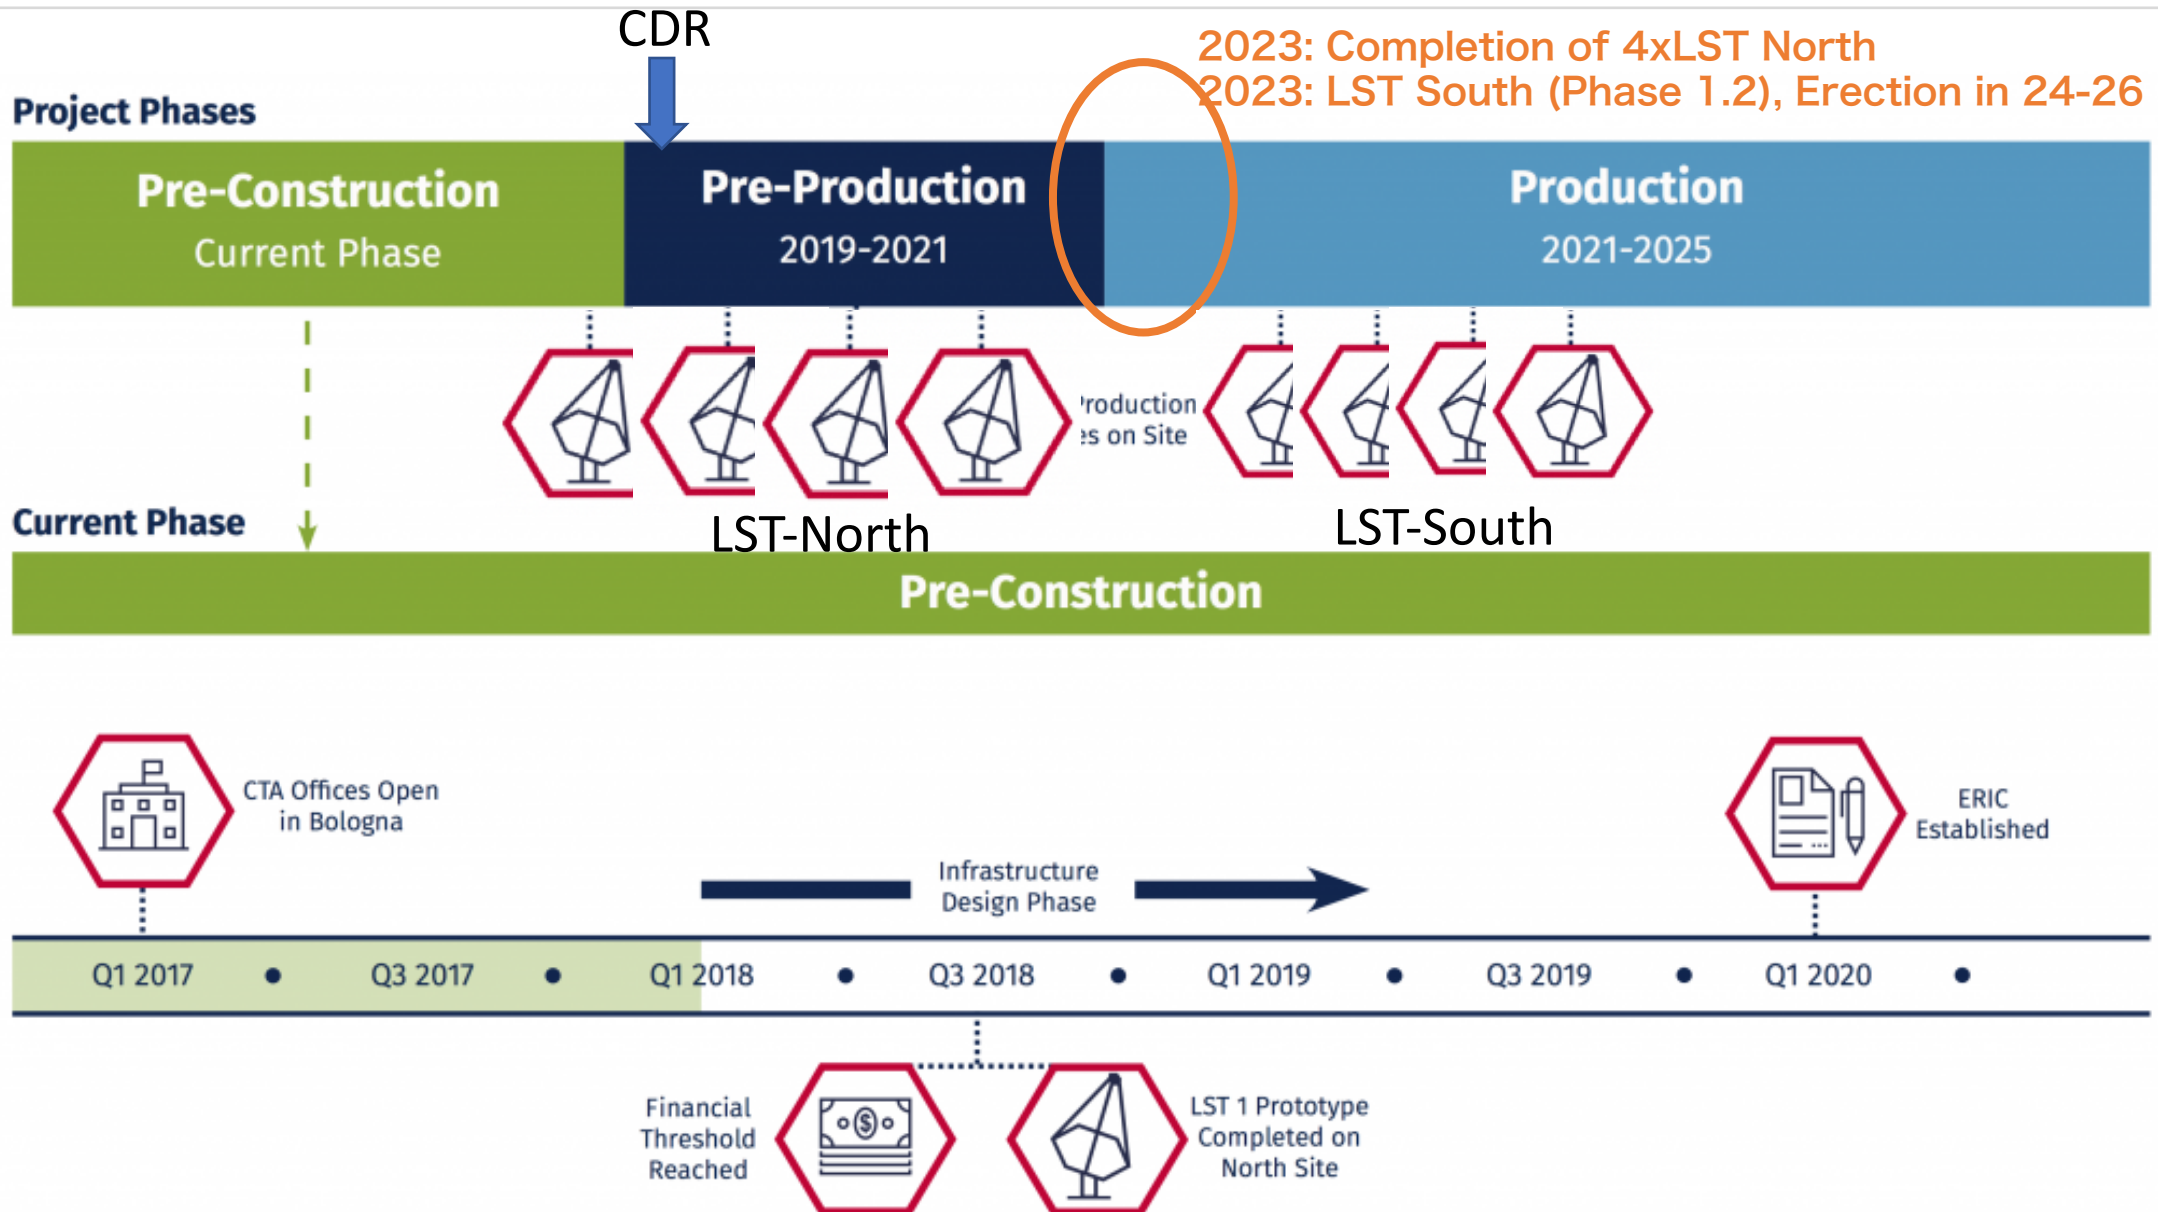 CDR
2023: Completion of 4xLST North
2023: LST South (Phase 1.2), Erection in 24-26
Project Phases
Pre-Construction
Current Phase
Pre-Production
2019-2021
Production
2021-2025
roduction
es on Site
LST-North
LST-South
Current Phase
Pre-Construction
CTA Offices Open
in Bologna
Infrastructure
Design Phase
ERIC
Established
Q1 2017 • Q3 2017 • Q1 2018 • Q3 2018 • Q1 2019 • Q3 2019 • Q1 2020 •
Financial
Threshold
Reached
$
LST 1 Prototype
Completed on
North Site